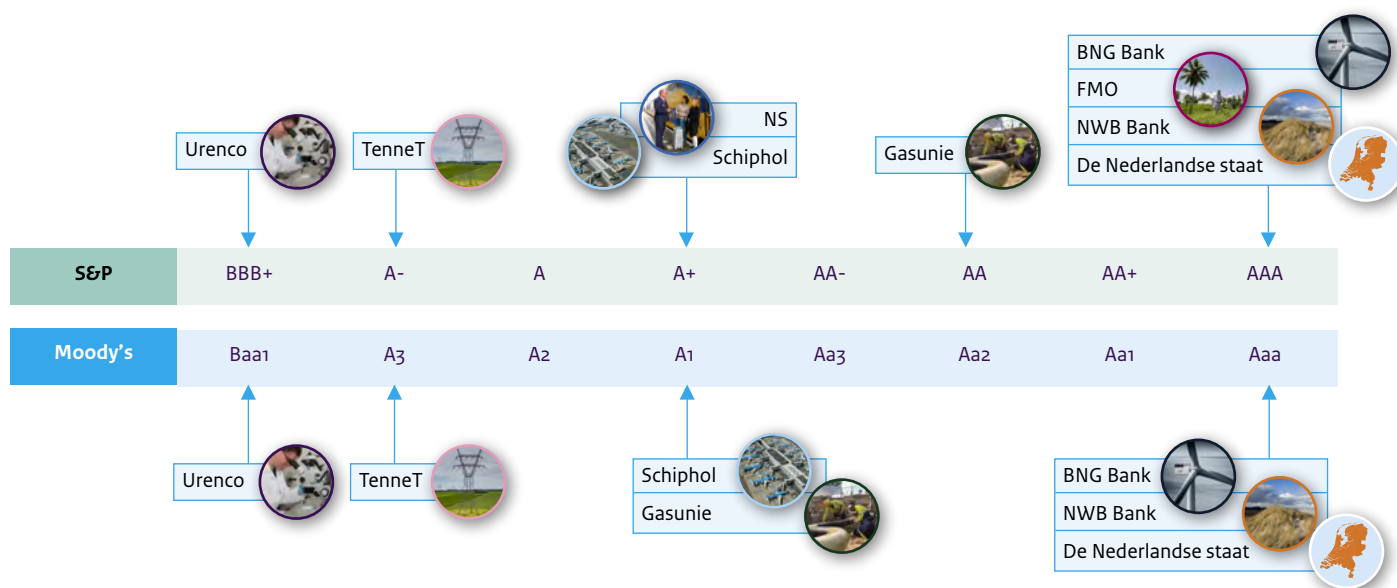 BNG Bank
FMO
NWB Bank
De Nederlandse staat
NS
Schiphol
Urenco
TenneT
Gasunie
S&P BBB+ A- A A+ AA- AA AA+ AAA
Moody's Baa1 A3 A2 A1 Aa3 Aa2 Aa1 Aaa
Urenco
TenneT
Schiphol
Gasunie
BNG Bank
NWB Bank
De Nederlandse staat